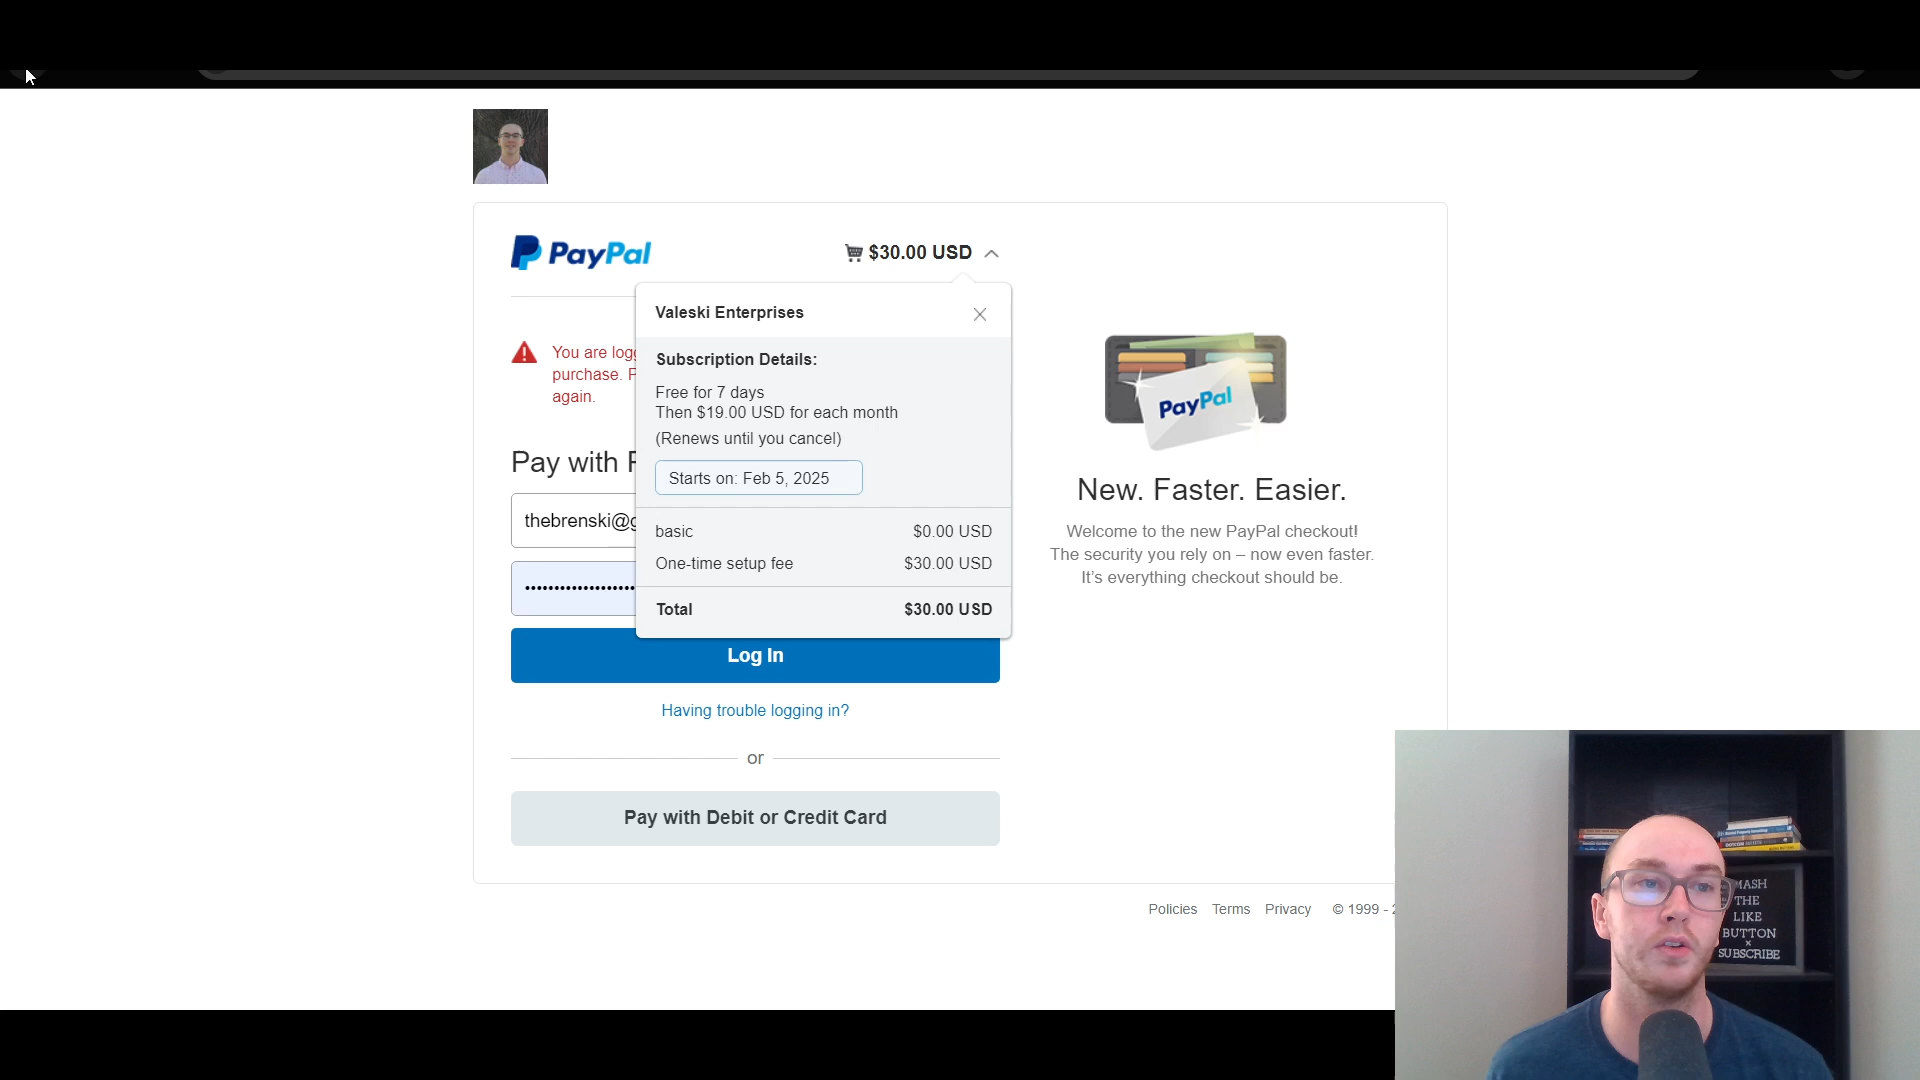 PayPal
$30.00 USD
Valeski Enterprises
Subscription Details:
Free for 7 days
Then $19.00 USD for each month
(Renews until you cancel)
Starts on: Feb 5, 2025
basic $0.00 USD
One-time setup fee $30.00 USD
Total $30.00 USD
You are
purchase.
again.
Pay with
thebrenski@g
Log In
Having trouble logging in?
or
Pay with Debit or Credit Card
PayPal
New. Faster. Easier.
Welcome to the new PayPal checkout!
The security you rely on – now even faster.
It’s everything checkout should be.
Policies Terms Privacy © 1999 -
THE
LIKE
BUTTON
×
SUBSCRIBE